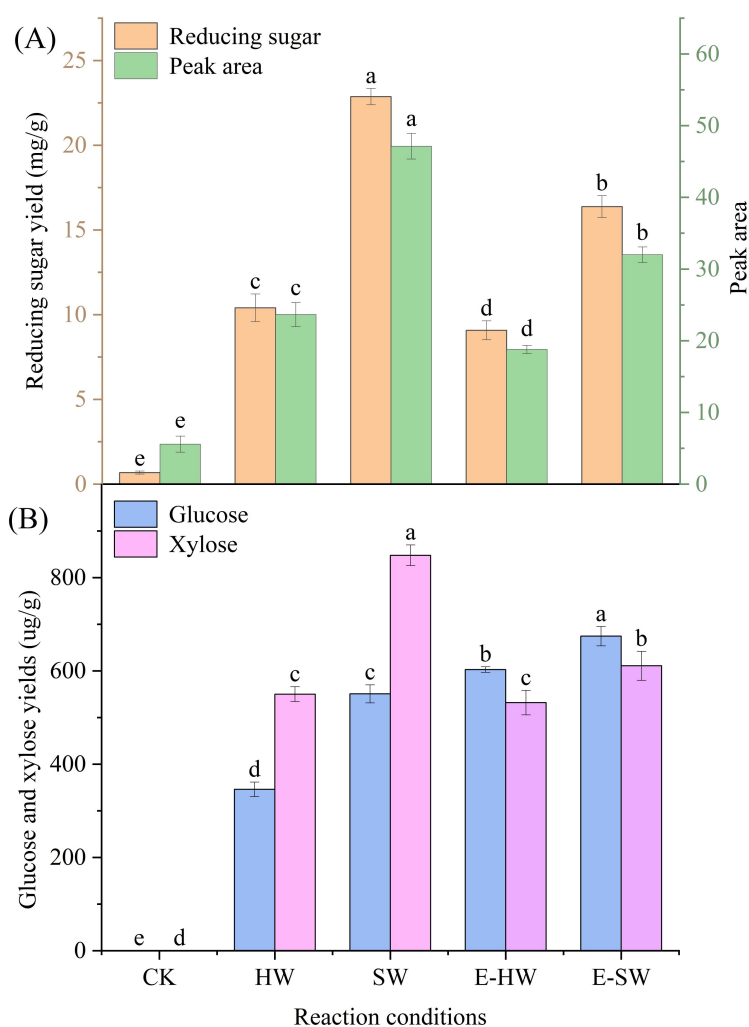 (A)
Reducing sugar
Peak area
Reducing sugar yield (mg/g)
25
20
15
10
5
0
60
50
40
30
20
10
0
Peak area
e e c c a a d d b b
(B)
Glucose
Xylose
Glucose and xylose yields (ug/g)
800
600
400
200
0
e d d c c a b c a b
CK HW SW E-HW E-SW
Reaction conditions